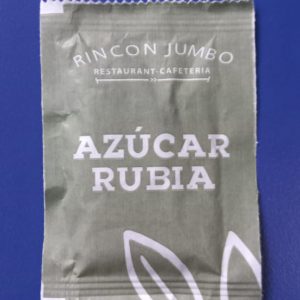 RINCON JUMBO
RESTAURANT-CAFETERIA
AZÚCAR
RUBIA